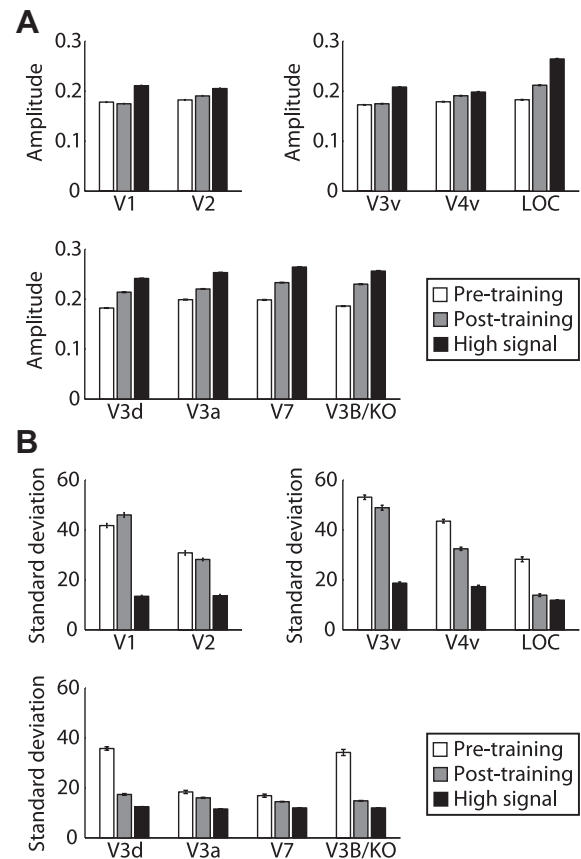 A
Amplitude
0.3
0.2
0.1
0
V1 V2
Amplitude
0.3
0.2
0.1
0
V3v V4v LOC
Amplitude
0.3
0.2
0.1
0
V3d V3a V7 V3B/KO
Pre-training
Post-training
High signal
B
Standard deviation
60
40
20
0
V1 V2
Standard deviation
60
40
20
0
V3v V4v LOC
Standard deviation
60
40
20
0
V3d V3a V7 V3B/KO
Pre-training
Post-training
High signal